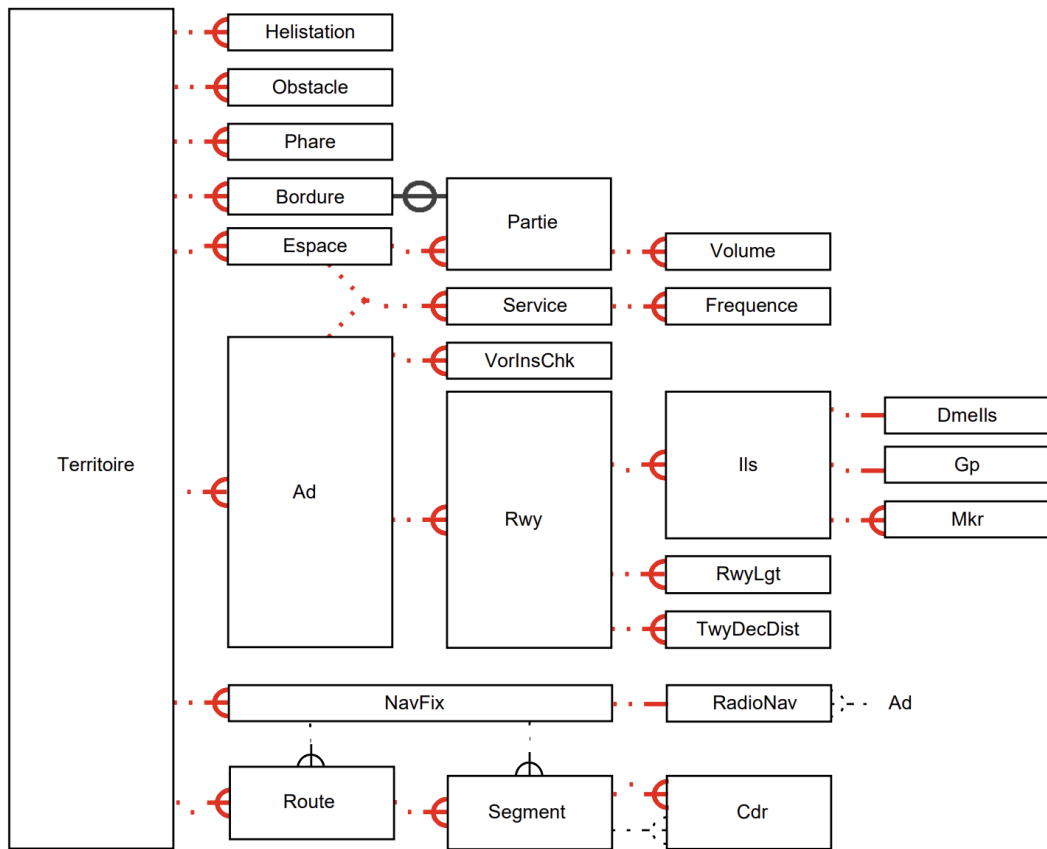 Helistation
Obstacle
Phare
Bordure
Partie
Espace
Volume
Service
Frequence
VorInsChk
Territoire
Ad
Rwy
Ils
DmeIls
Gp
Mkr
RwyLgt
TwyDecDist
NavFix
RadioNav
Ad
Route
Segment
Cdr